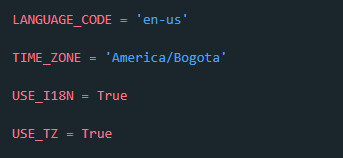 LANGUAGE_CODE = 'en-us'
TIME_ZONE = 'America/Bogota'
USE_I18N = True
USE_TZ = True